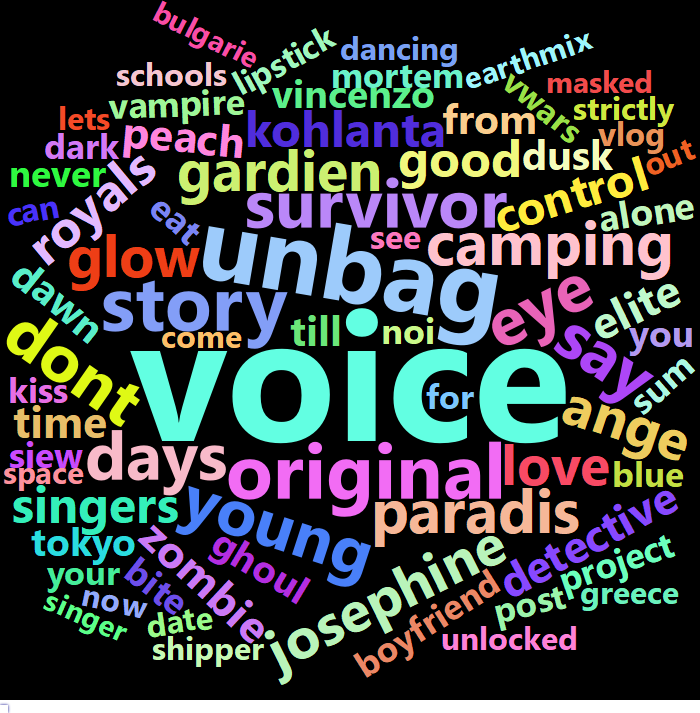 bulgarie
lipstick
dancing
earthmix
schools
mortem
masked
vampire
vincenzo
vwars
strictly
lets
peach
kohlanta
from
vlog
dark
gardien
good
dusk
out
never
royals
survivor
control
can
eat
see
camping
alone
glow
unbag
dawn
story
eye
elite
come
till
noi
say
you
dont
voice
kiss
for
sum
time
days
original
love
ange
siew
blue
space
singers
young
paradis
detective
tokyo
zombie
ghoul
josephine
project
your
bite
boyfriend
greece
now
post
singer
date
shipper
unlocked